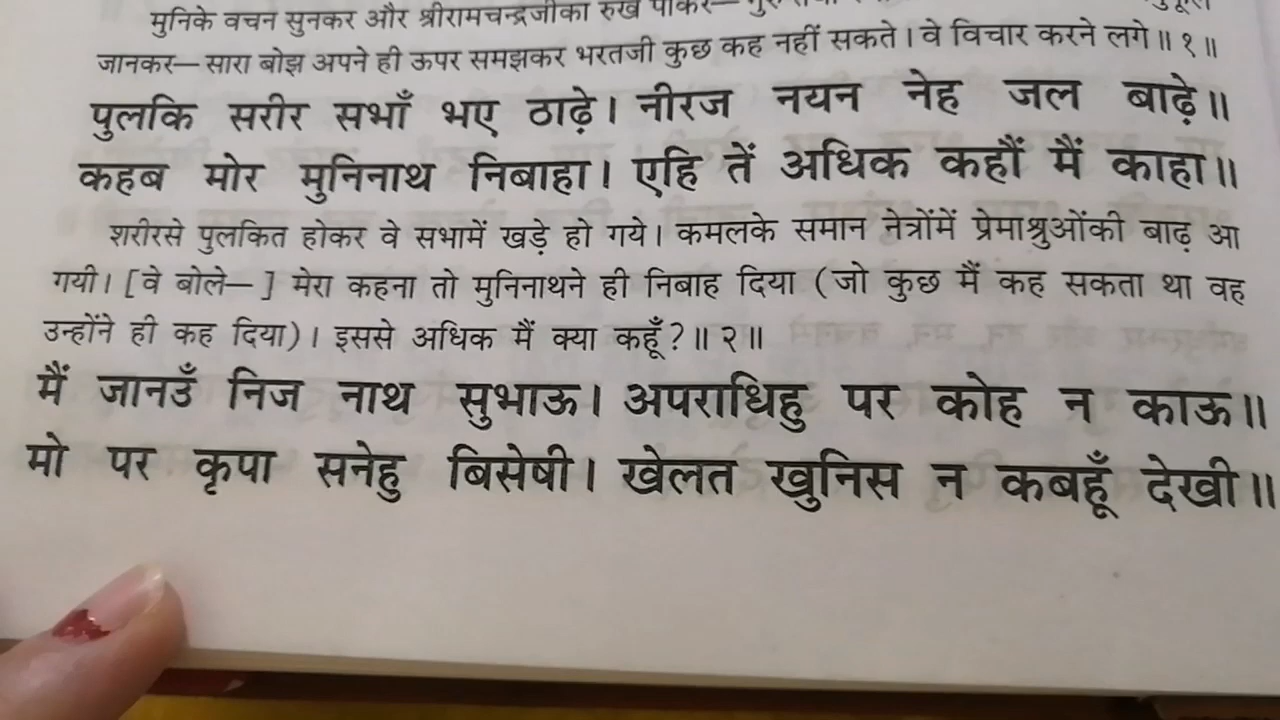 मुनिके वचन सुनकर और श्रीरामचन्द्रजीका रुख पाकर—
जानकर— सारा बोझ अपने ही ऊपर समझकर भरतजी कुछ कह नहीं सकते। वे विचार करने लगे॥ १॥
पुलकि सरीर सभाँ भए ठाढ़े। नीरज नयन नेह जल बाढ़े॥
कहब मोर मुनिनाथ निबाहा। एहि तें अधिक कहौं मैं काहा॥
शरीरसे पुलकित होकर वे सभामें खड़े हो गये। कमलके समान नेत्रोंमें प्रेमाश्रुओंकी बाढ़ आ
गयी। [वे बोले— ] मेरा कहना तो मुनिनाथने ही निबाह दिया (जो कुछ मैं कह सकता था वह
उन्होंने ही कह दिया)। इससे अधिक मैं क्या कहूँ?॥ २॥
मैं जानउँ निज नाथ सुभाऊ। अपराधिहु पर कोह न काऊ॥
मो पर कृपा सनेहु बिसेषी। खेलत खुनिस न कबहूँ देखी॥